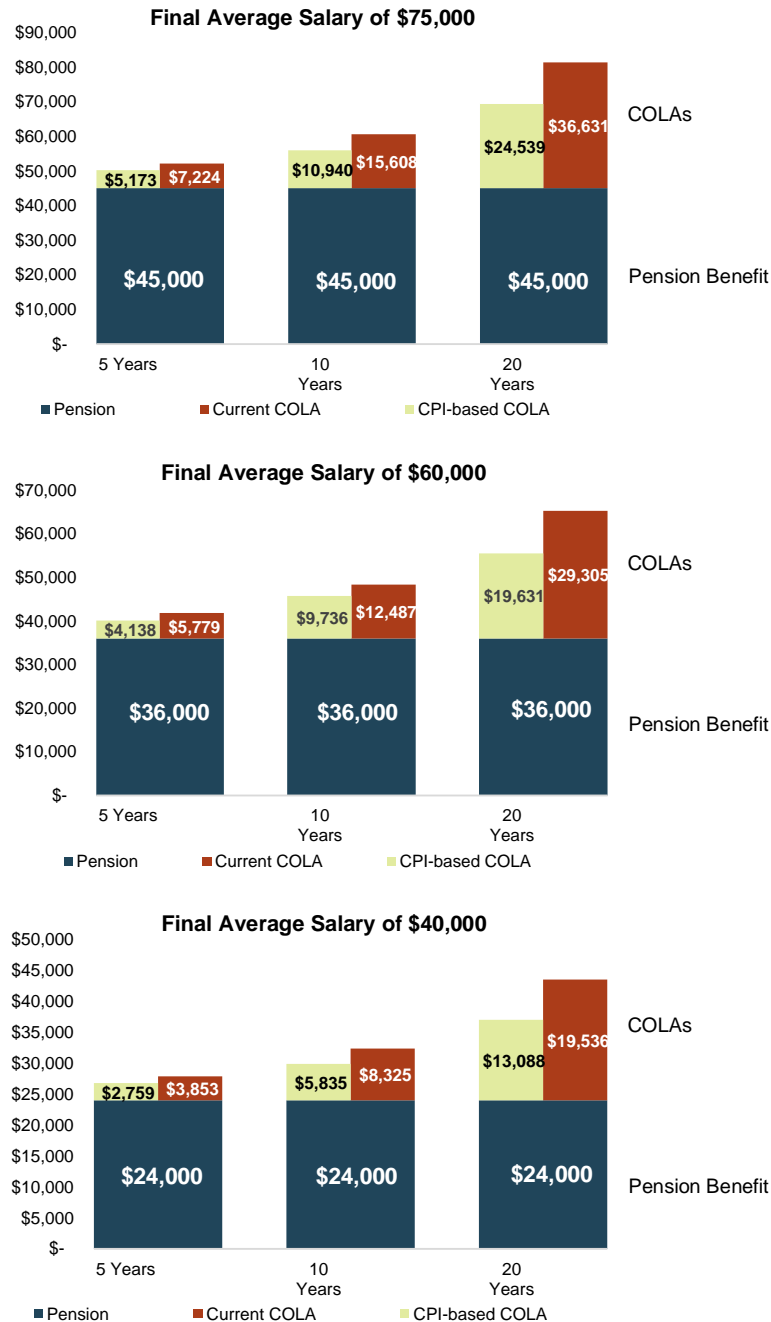 Final Average Salary of $75,000
$90,000
$80,000
$70,000
$60,000
$50,000
$40,000
$30,000
$20,000
$10,000
$-
$5,173 $7,224
$10,940 $15,608
$24,539 $36,631
COLAs
$45,000 $45,000 $45,000
Pension Benefit
5 Years 10 20
Years Years
Pension Current COLA CPI-based COLA
Final Average Salary of $60,000
$70,000
$60,000
$50,000
$40,000
$30,000
$20,000
$10,000
$-
$4,138 $5,779
$9,736 $12,487
$19,631 $29,305
COLAs
$36,000 $36,000 $36,000
Pension Benefit
5 Years 10 20
Years Years
Pension Current COLA CPI-based COLA
Final Average Salary of $40,000
$50,000
$45,000
$40,000
$35,000
$30,000
$25,000
$20,000
$15,000
$10,000
$5,000
$-
$2,759 $3,853
$5,835 $8,325
$13,088 $19,536
COLAs
$24,000 $24,000 $24,000
Pension Benefit
5 Years 10 20
Years Years
Pension Current COLA CPI-based COLA